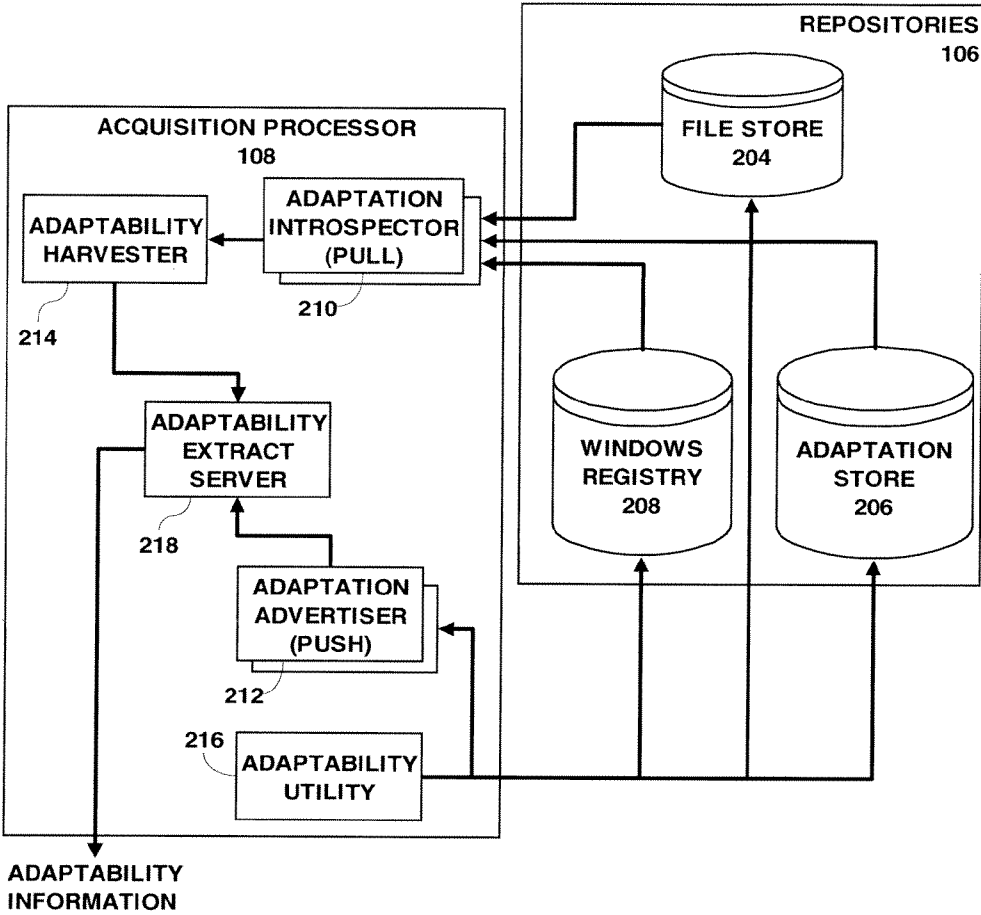 REPOSITORIES
106
FILE STORE
204
ACQUISITION PROCESSOR
108
ADAPTABILITY
HARVESTER
214
ADAPTATION
INTROSPECTOR
(PULL)
210
WINDOWS
REGISTRY
208
ADAPTATION
STORE
206
ADAPTABILITY
EXTRACT
SERVER
218
ADAPTATION
ADVERTISER
(PUSH)
212
216
ADAPTABILITY
UTILITY
ADAPTABILITY
INFORMATION